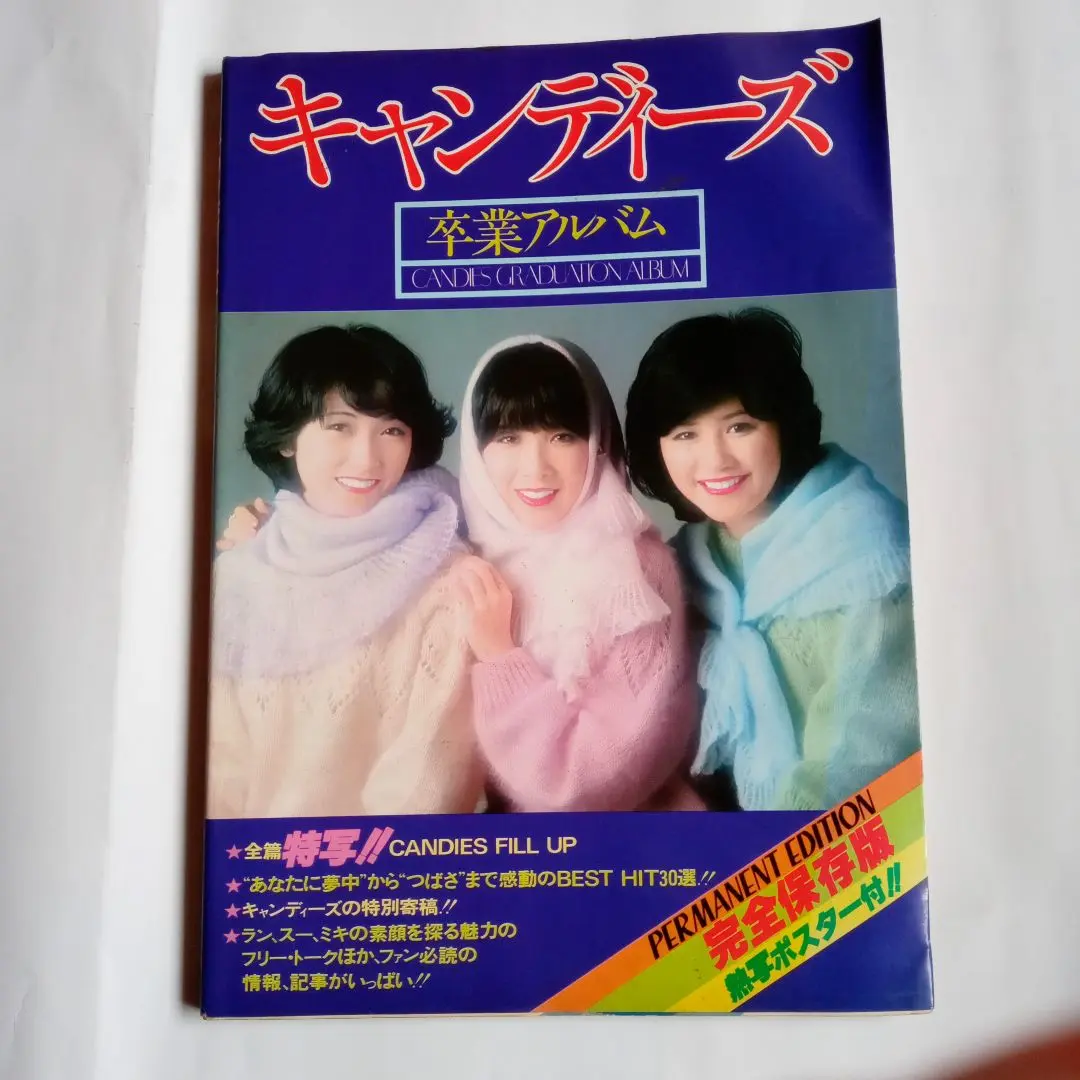 キャンディーズ
卒業アルバム
CANDIES GRADUATION ALBUM
★全篇特写!! CANDIES FILL UP
★“あなたに夢中”から“つばさ”まで感動のBEST HIT30選!!
★キャンディーズの特別寄稿!!
★ラン、スー、ミキの素顔を探る魅力の
フリー・トークほか、ファン必読の
情報、記事がいっぱい!!
PERMANENT EDITION
完全保存版
熱写ポスター付!!